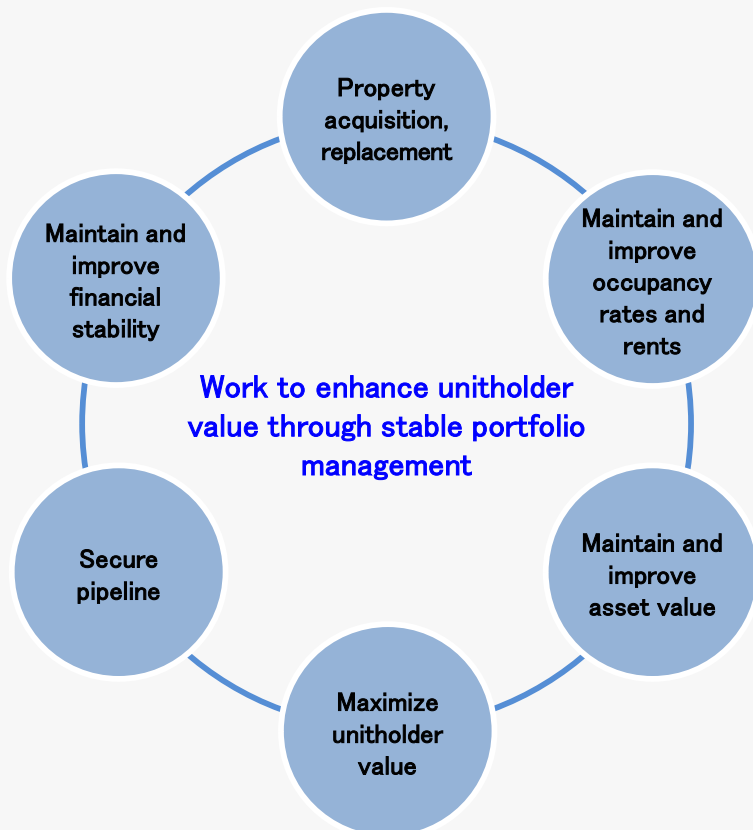 Property
acquisition,
replacement
Maintain and
improve
occupancy
rates and
rents
Maintain and
improve
financial
stability
Work to enhance unitholder
value through stable portfolio
management
Maintain and
improve
asset value
Secure
pipeline
Maximize
unitholder
value